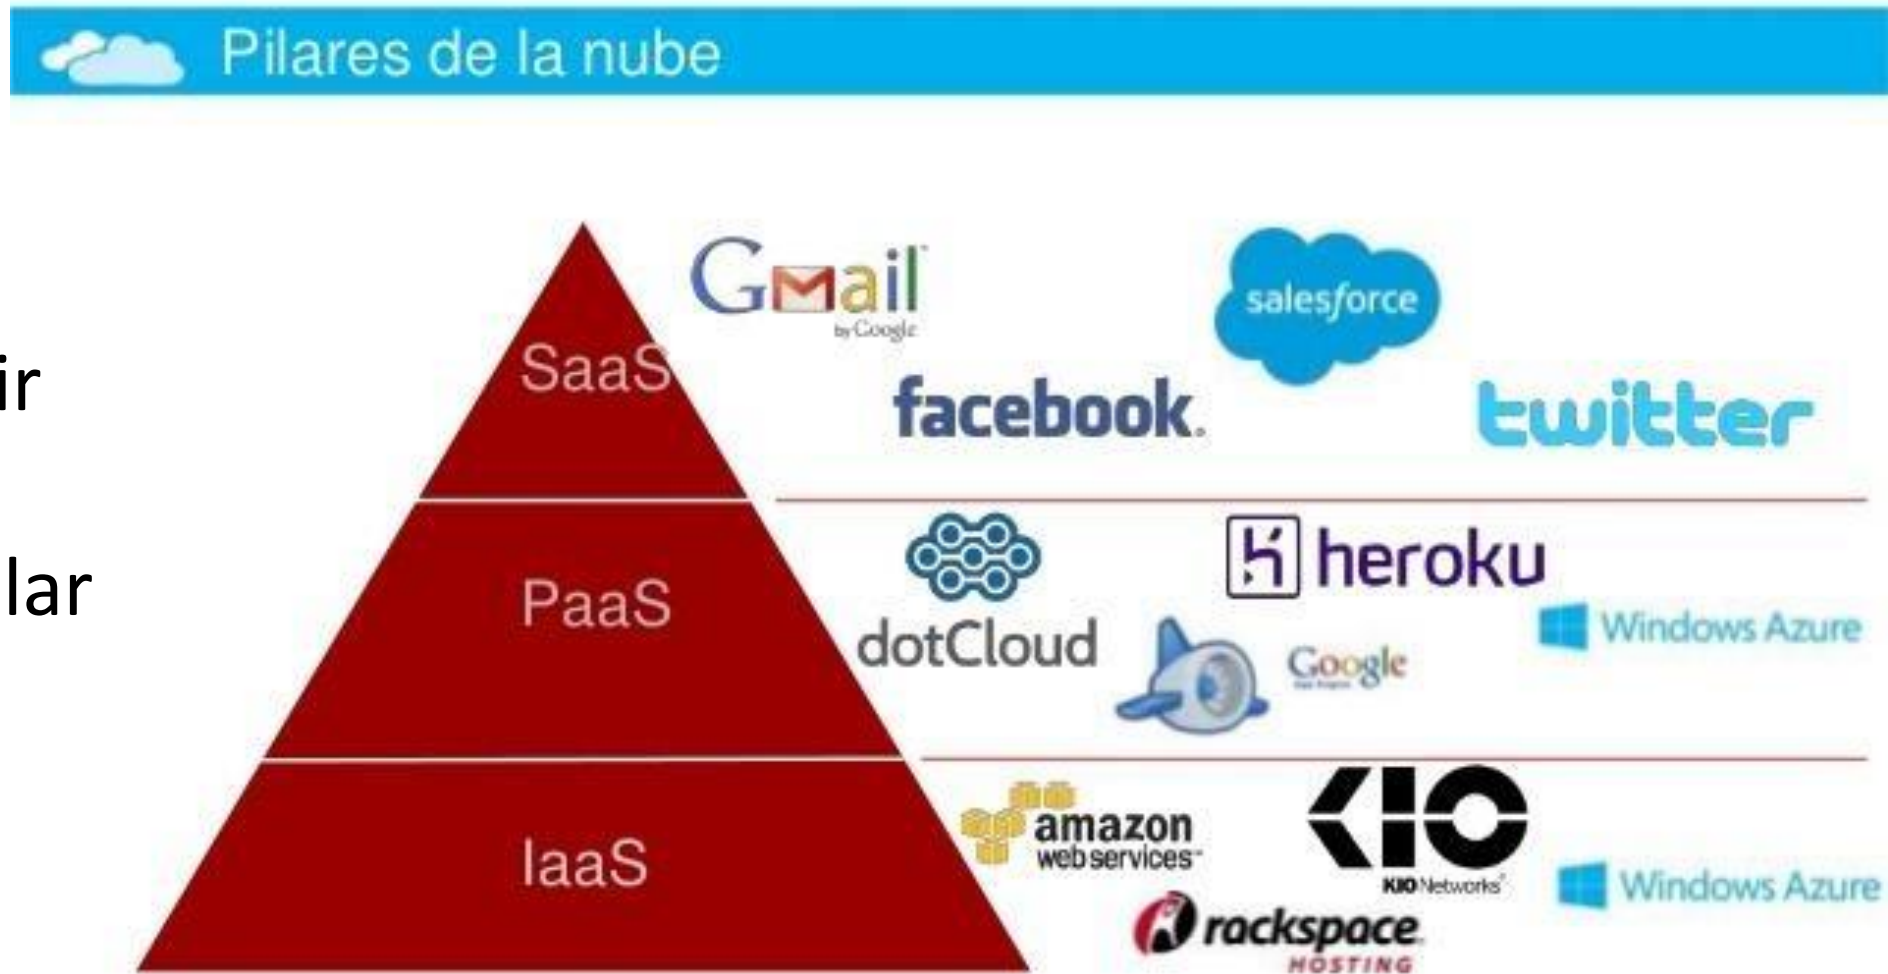 Pilares de la nube
ir
lar
SaaS
Gmail
by Google
salesforce
facebook
twitter
PaaS
dotCloud
heroku
Google
Windows Azure
IaaS
amazon
web services
KIO
KIO Networks
Windows Azure
rackspace
HOSTING